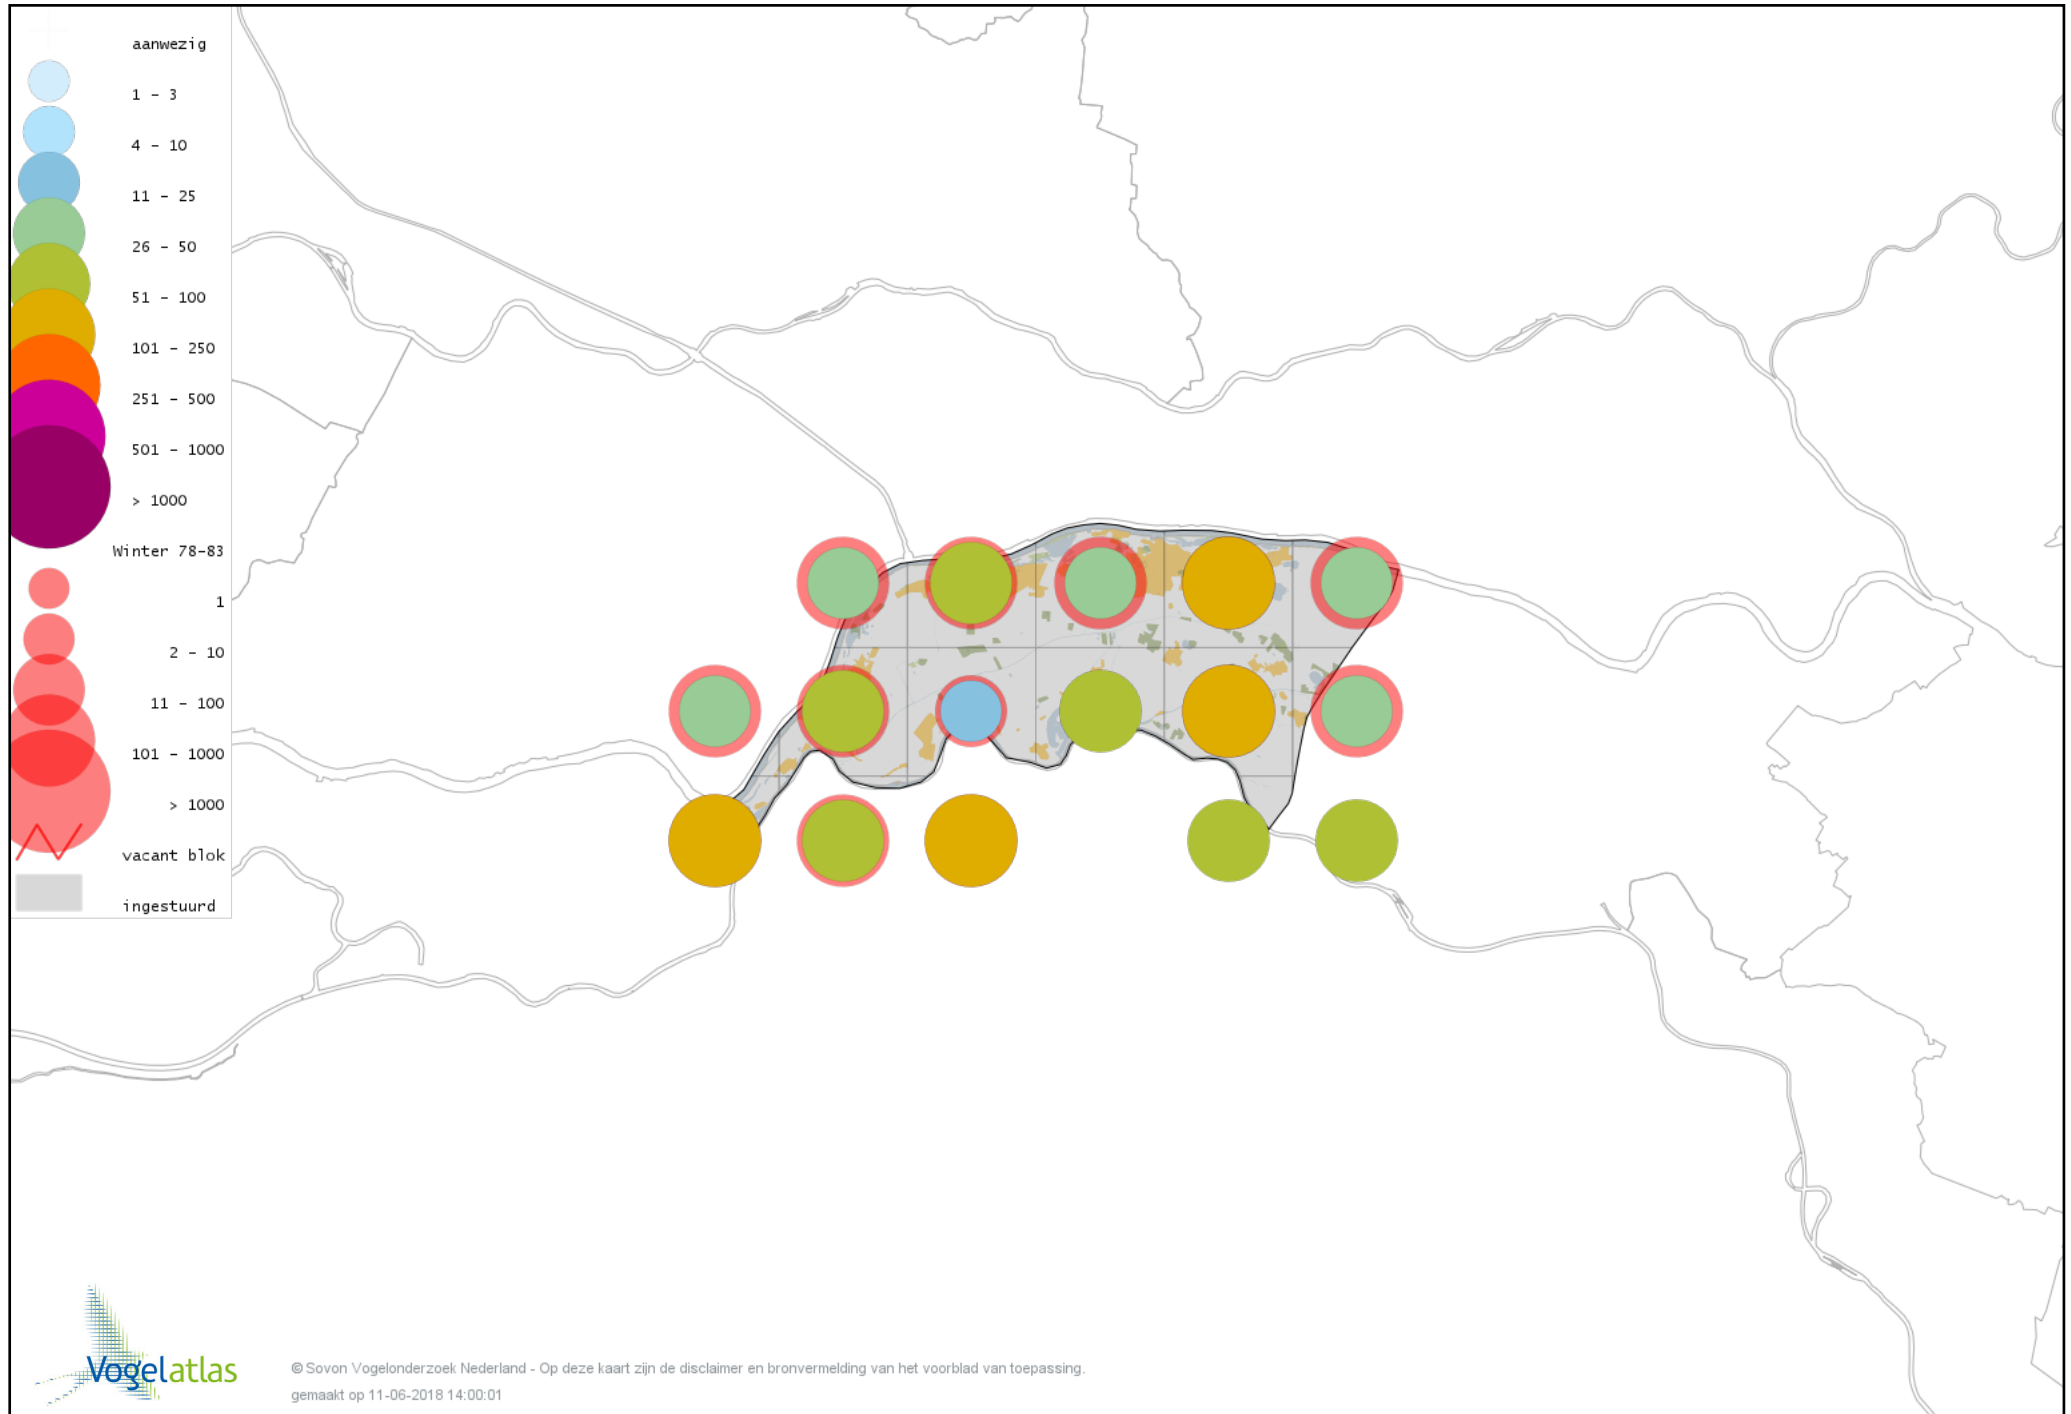 aanwezig
1 - 3
4 - 10
11 - 25
26 - 50
51 - 100
101 - 250
251 - 500
501 - 1000
> 1000
Winter 78-83
1
2 - 10
11 - 100
101 - 1000
> 1000
vacant blok
ingestuurd
Vogelatlas
© Sovon Vogelonderzoek Nederland - Op deze kaart zijn de disclaimer en bronvermelding van het voorblad van toepassing.
gemaakt op 11-06-2018 14:00:01